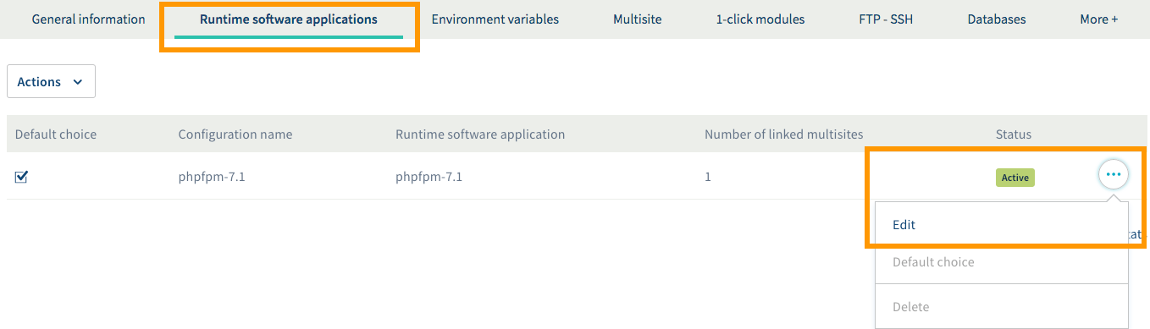 General information Runtime software applications Environment variables Multisite 1-click modules FTP - SSH Databases More +
Actions
Default choice Configuration name Runtime software application Number of linked multisites Status
phpfpm-7.1 phpfpm-7.1 1 Active
Edit
Default choice
Delete